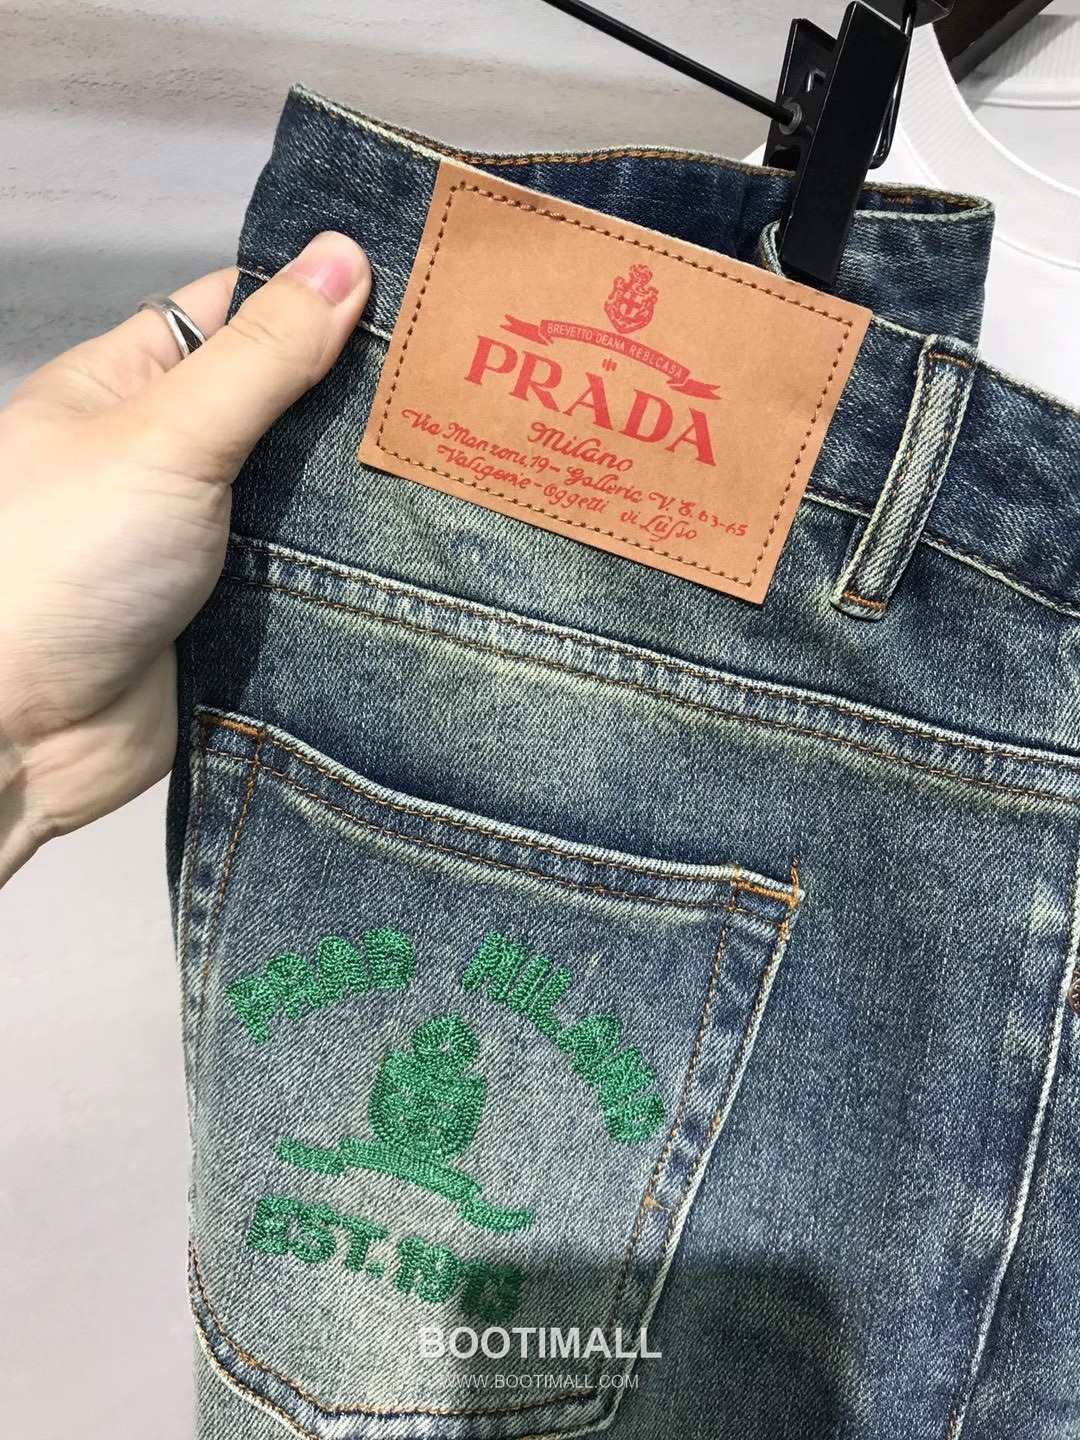 BREVETTO DEANA REBLCASA
PRADA
Milano
Via Manzoni,19- Galleric V. E. 63-65
Valigerie - Oggetti di Lusso
PRAD MILANO
EST.1913
BOOTIMALL
WWW.BOOTIMALL.COM